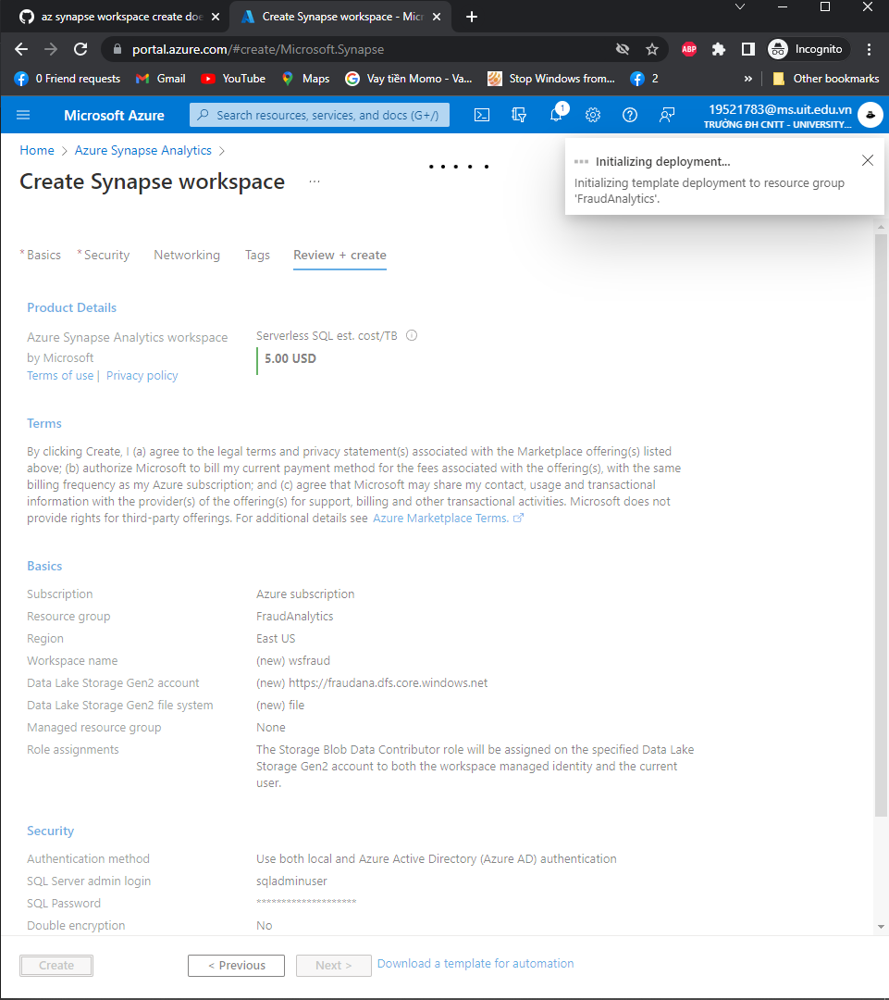 az synapse workspace create doe
Create Synapse workspace - Micr
portal.azure.com/#create/Microsoft.Synapse
ABP
Incognito
0 Friend requests
Gmail
YouTube
Maps
Vay tiền Momo - Va...
Stop Windows from...
2
»
Other bookmarks
Microsoft Azure
Search resources, services, and docs (G+/)
1
19521783@ms.uit.edu.vn
TRƯỜNG ĐH CNTT - UNIVERSITY...
Home > Azure Synapse Analytics >
Create Synapse workspace ...
Initializing deployment...
Initializing template deployment to resource group
'FraudAnalytics'.
* Basics * Security Networking Tags Review + create
Product Details
Azure Synapse Analytics workspace
by Microsoft
Terms of use | Privacy policy
Serverless SQL est. cost/TB
5.00 USD
Terms
By clicking Create, I (a) agree to the legal terms and privacy statement(s) associated with the Marketplace offering(s) listed
above; (b) authorize Microsoft to bill my current payment method for the fees associated with the offering(s), with the same
billing frequency as my Azure subscription; and (c) agree that Microsoft may share my contact, usage and transactional
information with the provider(s) of the offering(s) for support, billing and other transactional activities. Microsoft does not
provide rights for third-party offerings. For additional details see Azure Marketplace Terms.
Basics
Subscription Azure subscription
Resource group FraudAnalytics
Region East US
Workspace name (new) wsfraud
Data Lake Storage Gen2 account (new) https://fraudana.dfs.core.windows.net
Data Lake Storage Gen2 file system (new) file
Managed resource group None
Role assignments The Storage Blob Data Contributor role will be assigned on the specified Data Lake
Storage Gen2 account to both the workspace managed identity and the current
user.
Security
Authentication method Use both local and Azure Active Directory (Azure AD) authentication
SQL Server admin login sqladminuser
SQL Password ********************
Double encryption No
Create
< Previous
Next >
Download a template for automation